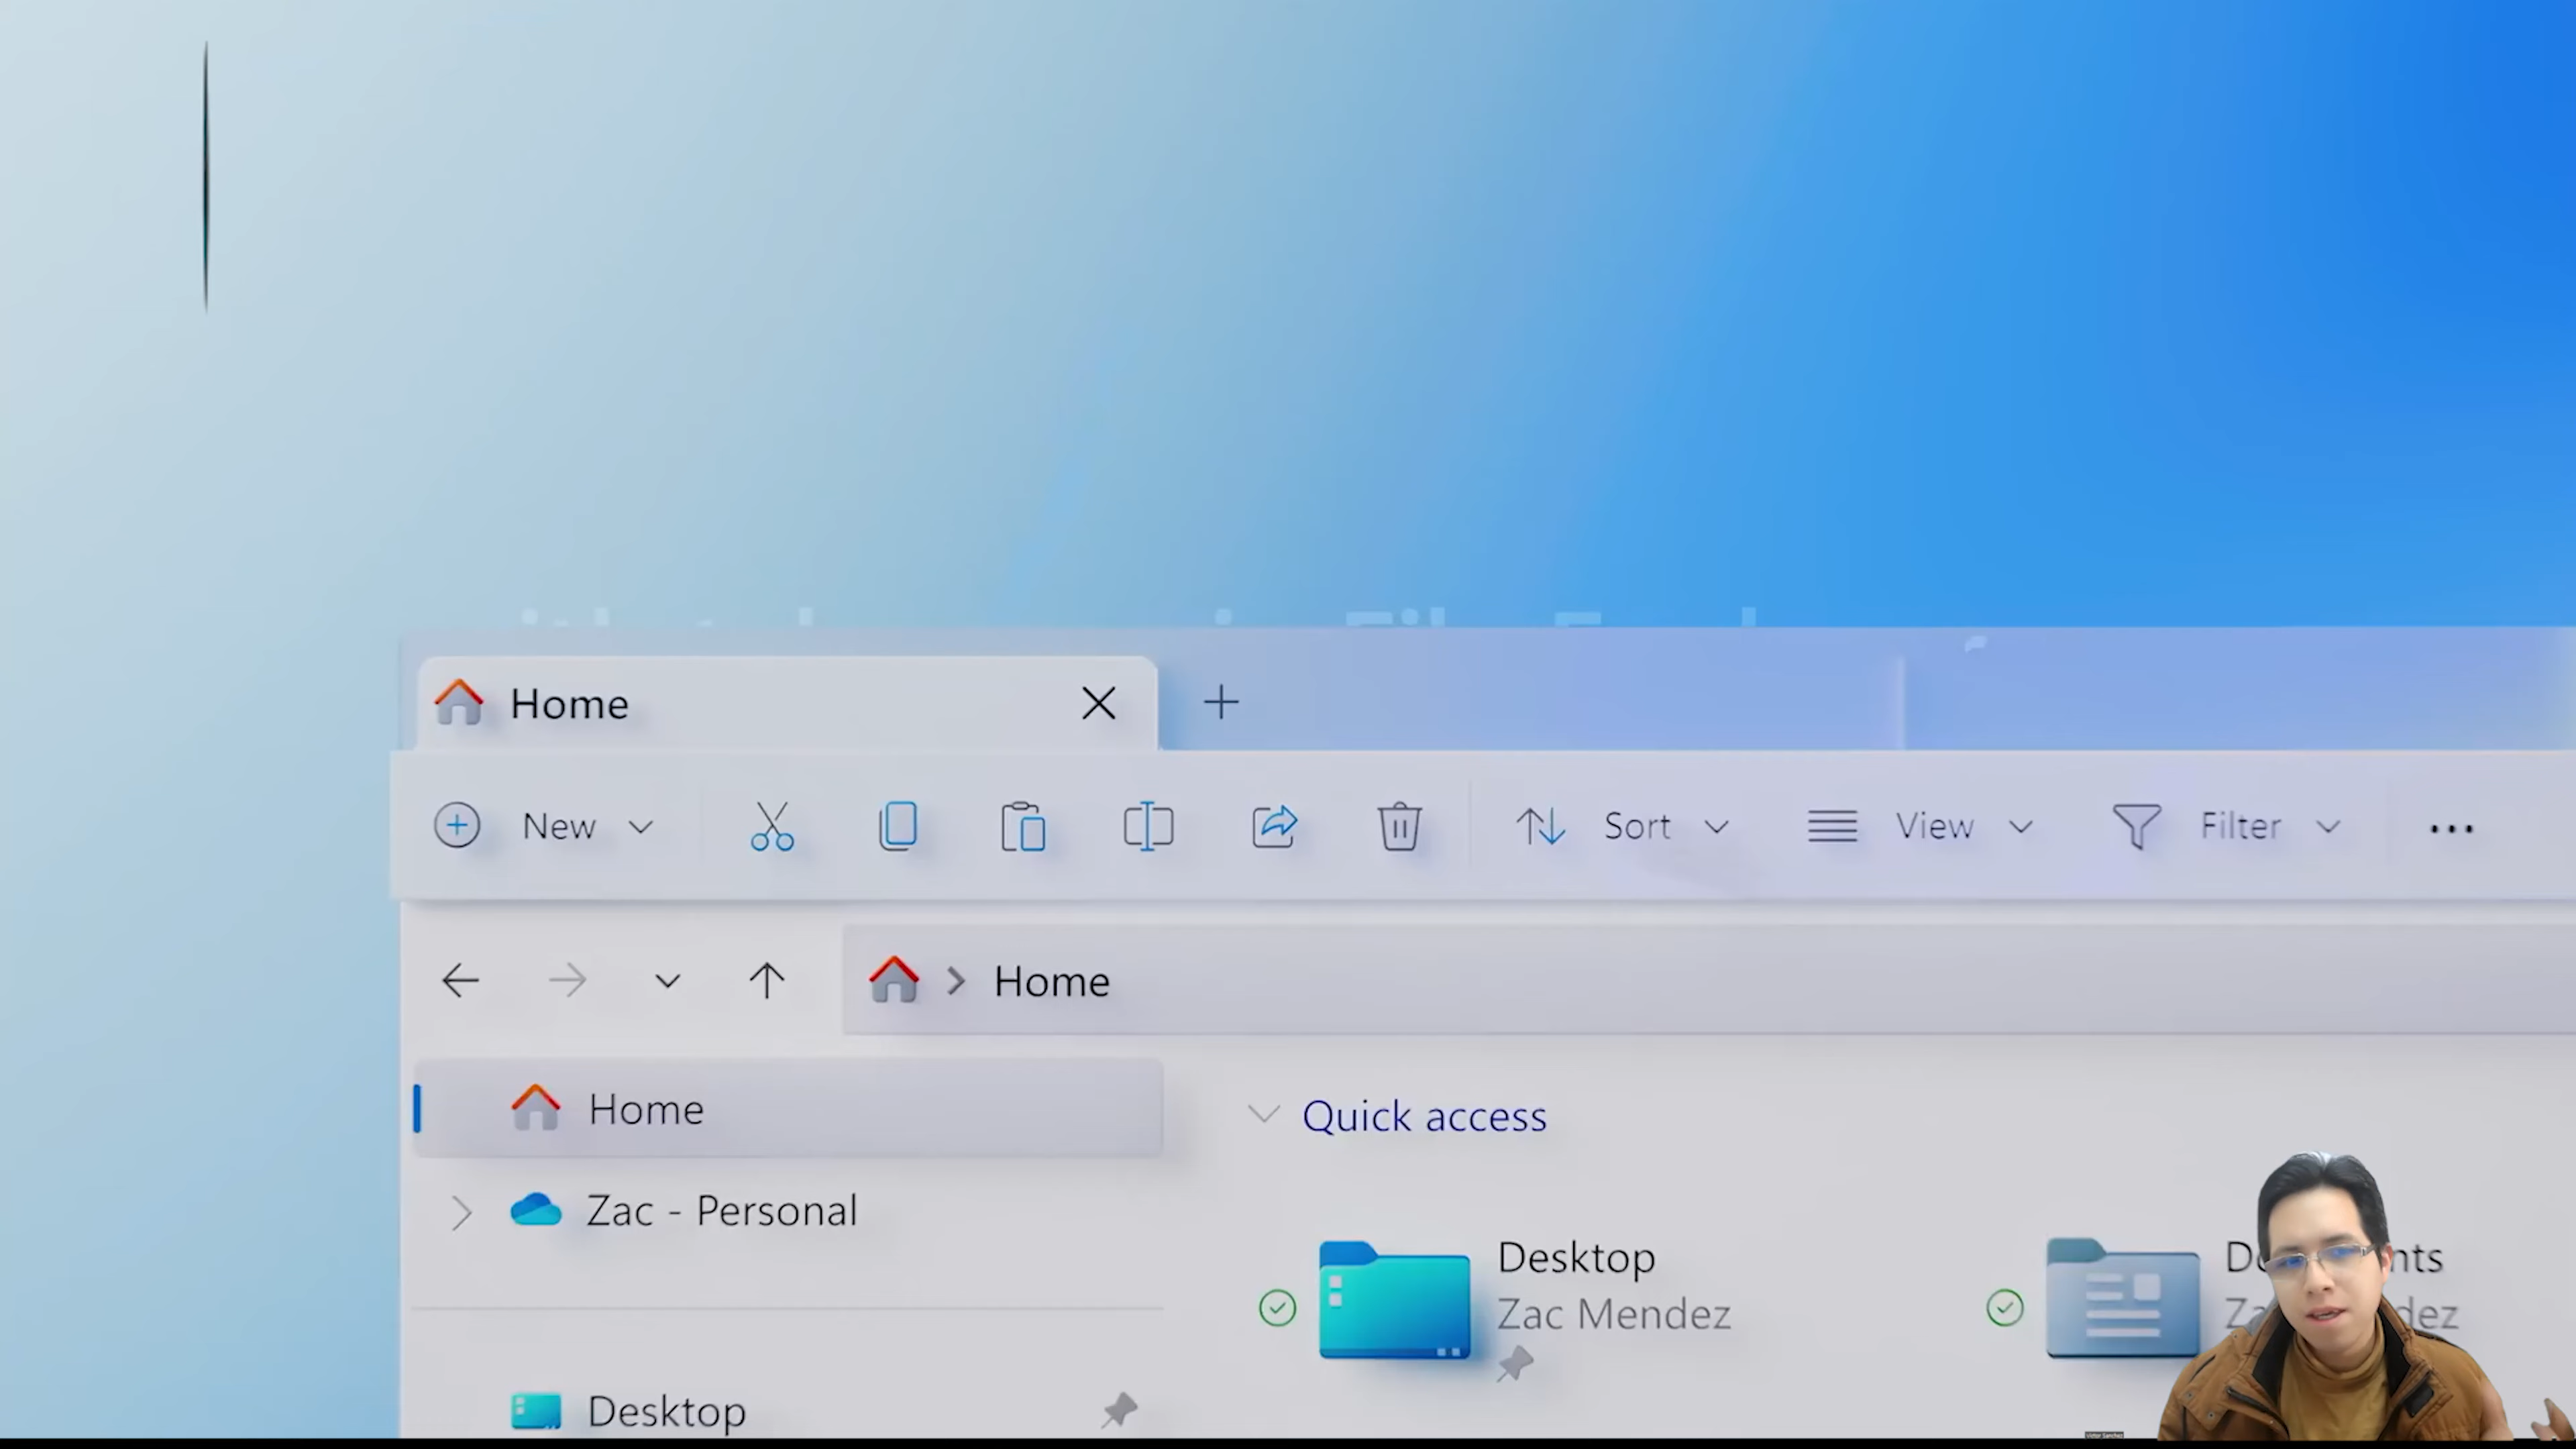 Home
New
Sort
View
Filter
Home
Home
Quick access
Zac - Personal
Desktop
Zac Mendez
Desktop